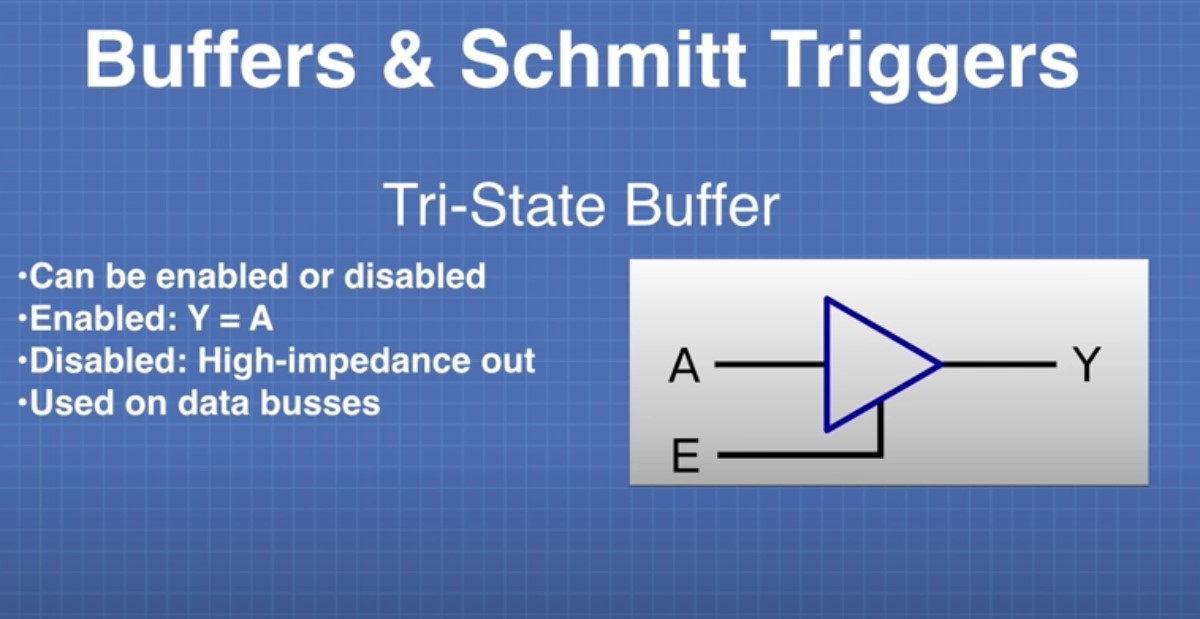 Buffers & Schmitt Triggers
Tri-State Buffer
•Can be enabled or disabled
•Enabled: Y = A
•Disabled: High-impedance out
•Used on data busses
A
Y
E